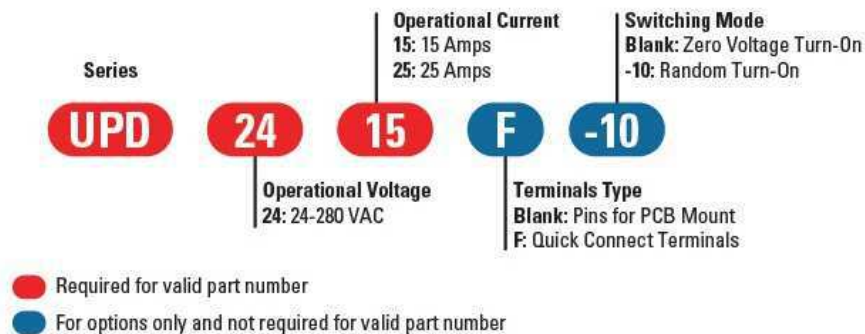 Operational Current
15: 15 Amps
25: 25 Amps
Switching Mode
Blank: Zero Voltage Turn-On
-10: Random Turn-On
Series
UPD 24 15 F -10
Operational Voltage
24: 24-280 VAC
Terminals Type
Blank: Pins for PCB Mount
F: Quick Connect Terminals
Required for valid part number
For options only and not required for valid part number